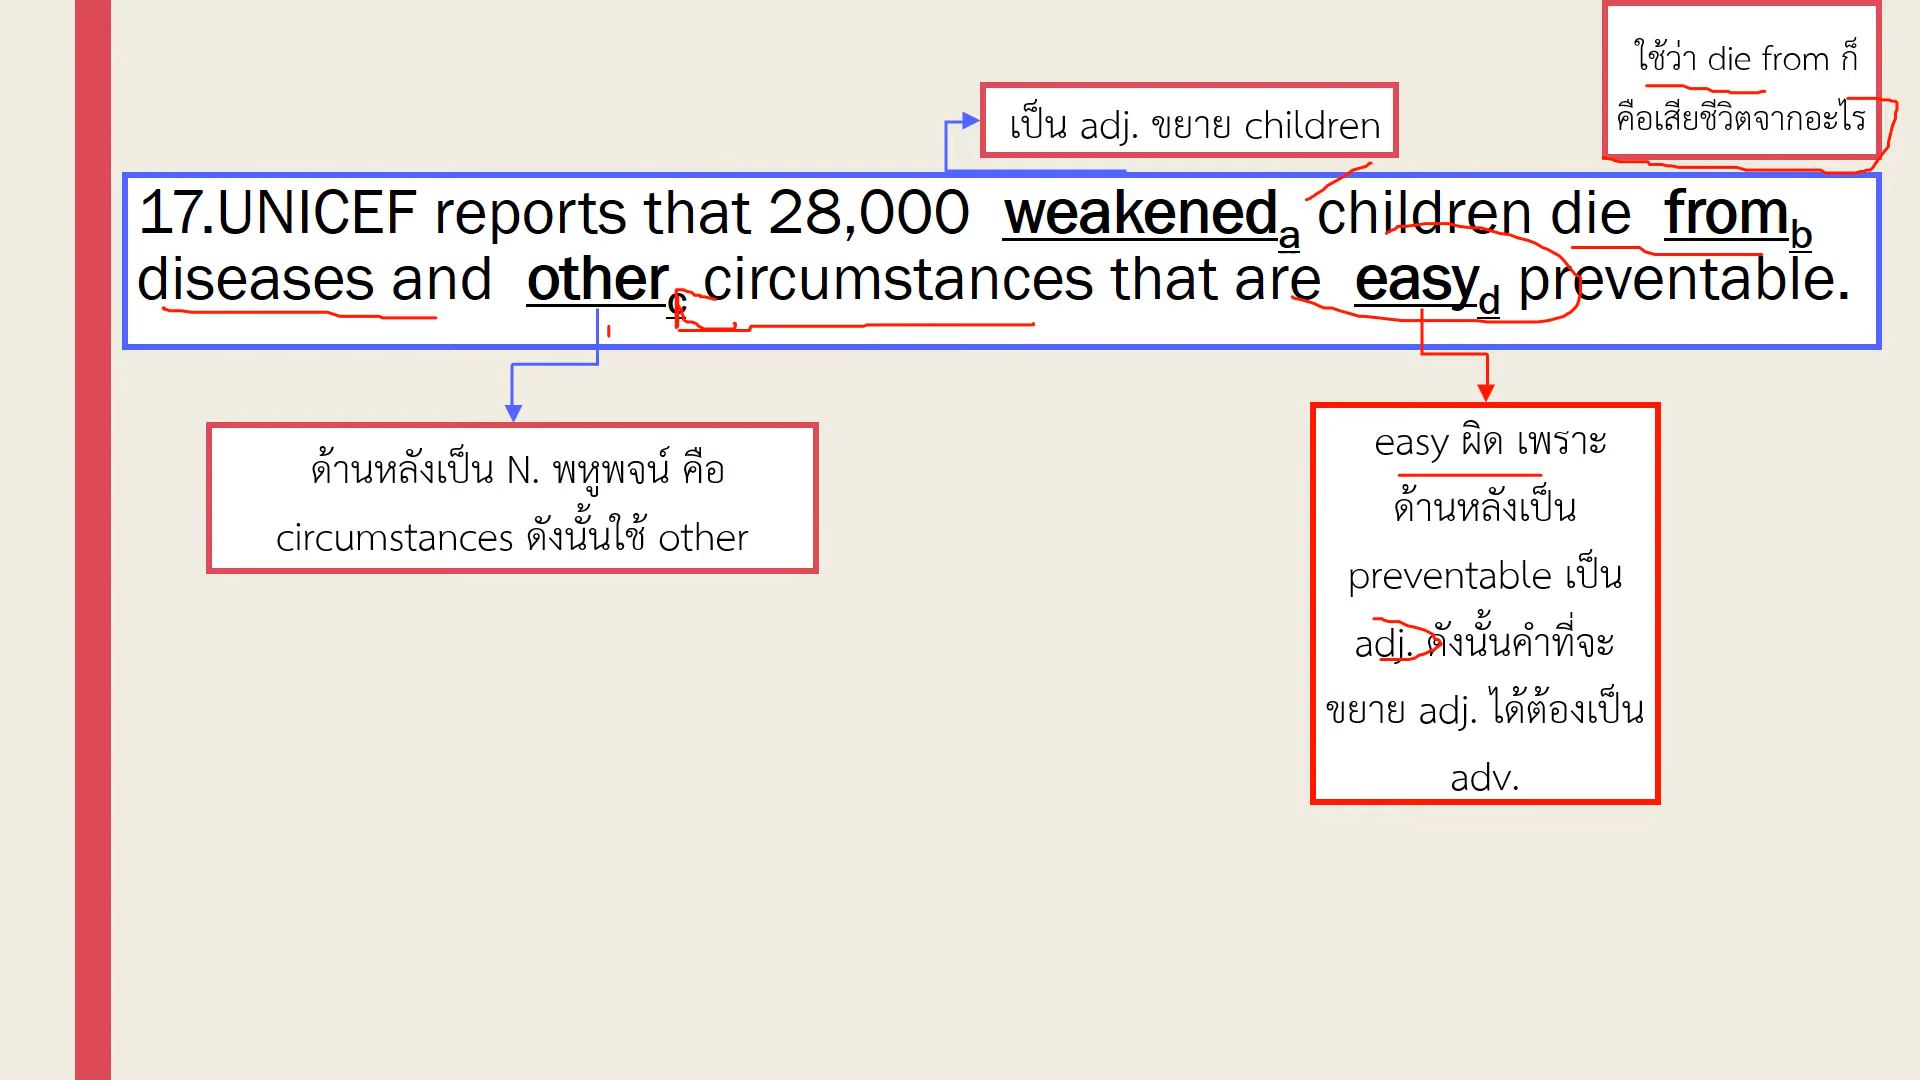 ใช้ว่า die from ก็
คือเสียชีวิตจากอะไร
เป็น adj. ขยาย children
17.UNICEF reports that 28,000 weakened a children die from b
diseases and other c circumstances that are easy d preventable.
ด้านหลังเป็น N. พหูพจน์ คือ
circumstances ดังนั้นใช้ other
easy ผิด เพราะ
ด้านหลังเป็น
preventable เป็น
adj. ดังนั้นคำที่จะ
ขยาย adj. ได้ต้องเป็น
adv.